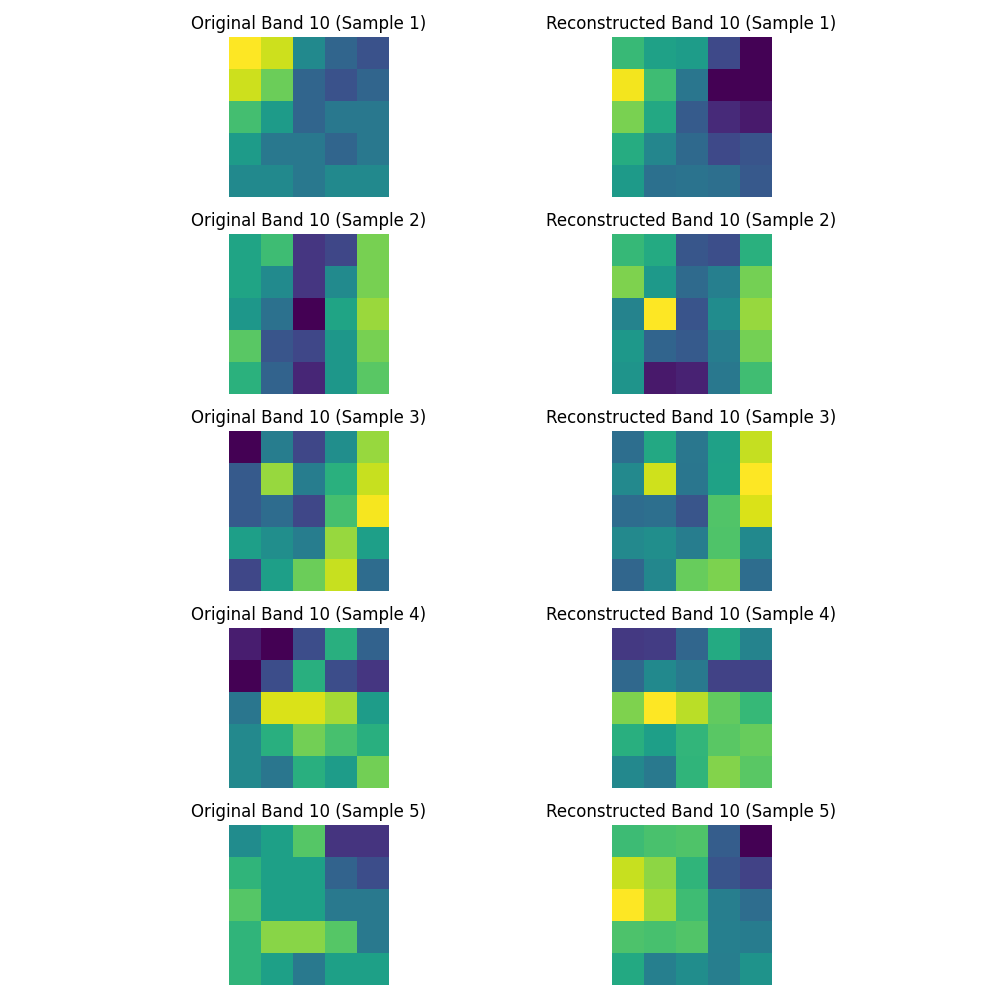 Original Band 10 (Sample 1)
Reconstructed Band 10 (Sample 1)
Original Band 10 (Sample 2)
Reconstructed Band 10 (Sample 2)
Original Band 10 (Sample 3)
Reconstructed Band 10 (Sample 3)
Original Band 10 (Sample 4)
Reconstructed Band 10 (Sample 4)
Original Band 10 (Sample 5)
Reconstructed Band 10 (Sample 5)